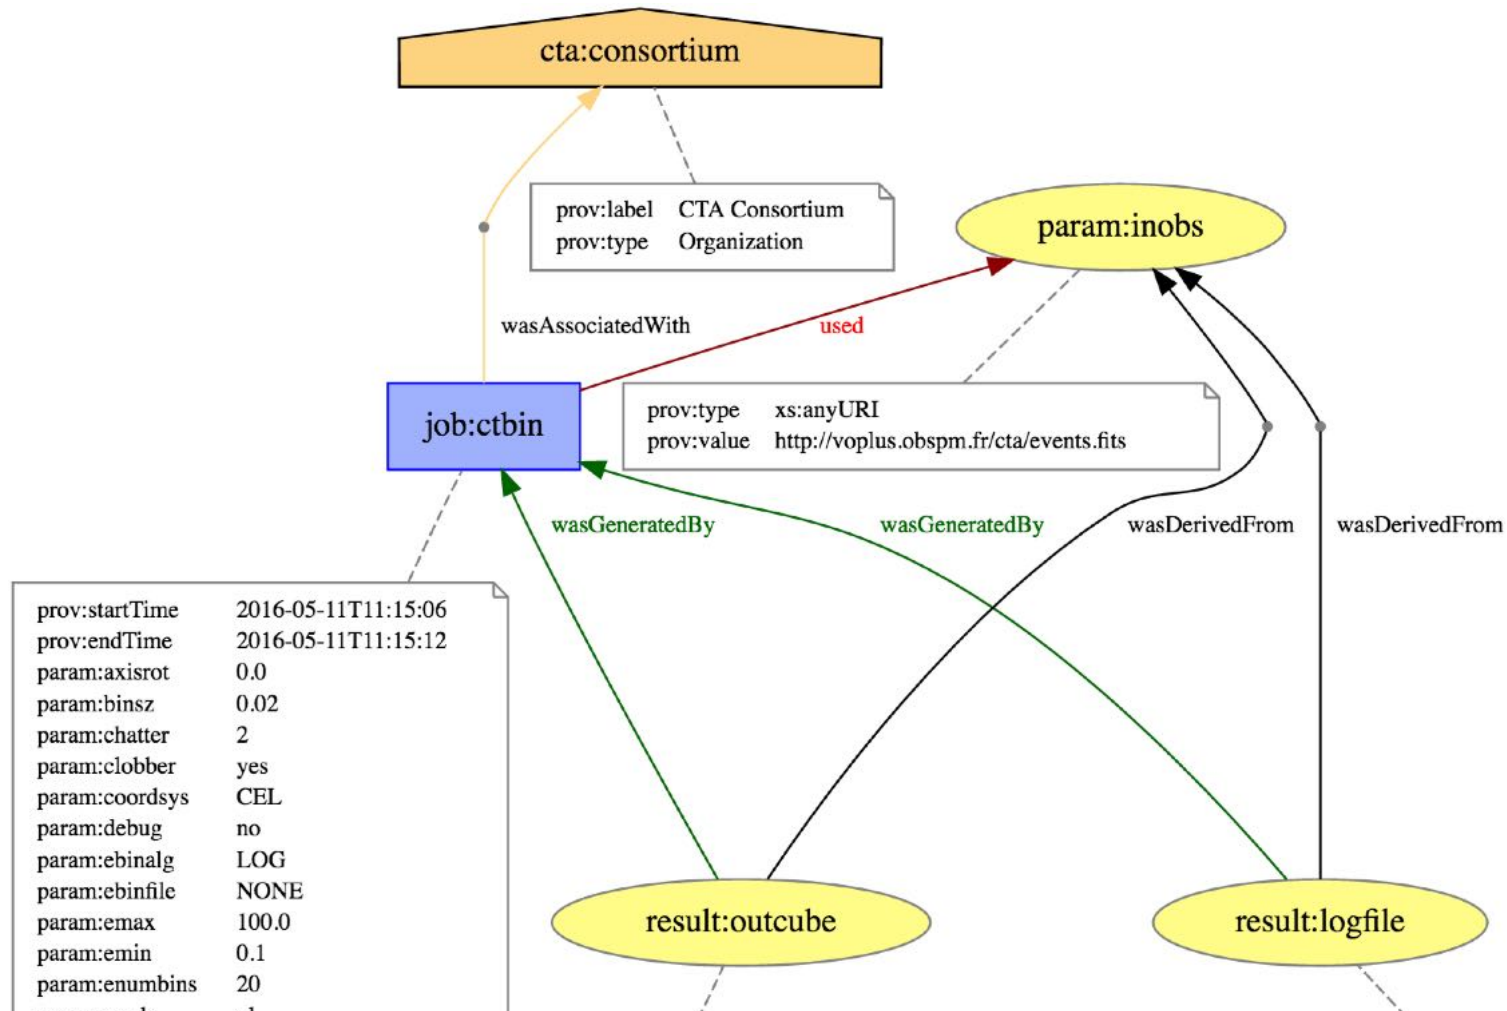 cta:consortium
prov:label CTA Consortium
prov:type Organization
param:inobs
wasAssociatedWith
used
job:ctbin
prov:type xs:anyURI
prov:value http://voplus.obspm.fr/cta/events.fits
wasGeneratedBy
wasGeneratedBy
wasDerivedFrom
wasDerivedFrom
prov:startTime 2016-05-11T11:15:06
prov:endTime 2016-05-11T11:15:12
param:axisrot 0.0
param:binsz 0.02
param:chatter 2
param:clobber yes
param:coordsys CEL
param:debug no
param:ebinalg LOG
param:ebinfile NONE
param:emax 100.0
param:emin 0.1
param:enumbins 20
result:outcube
result:logfile